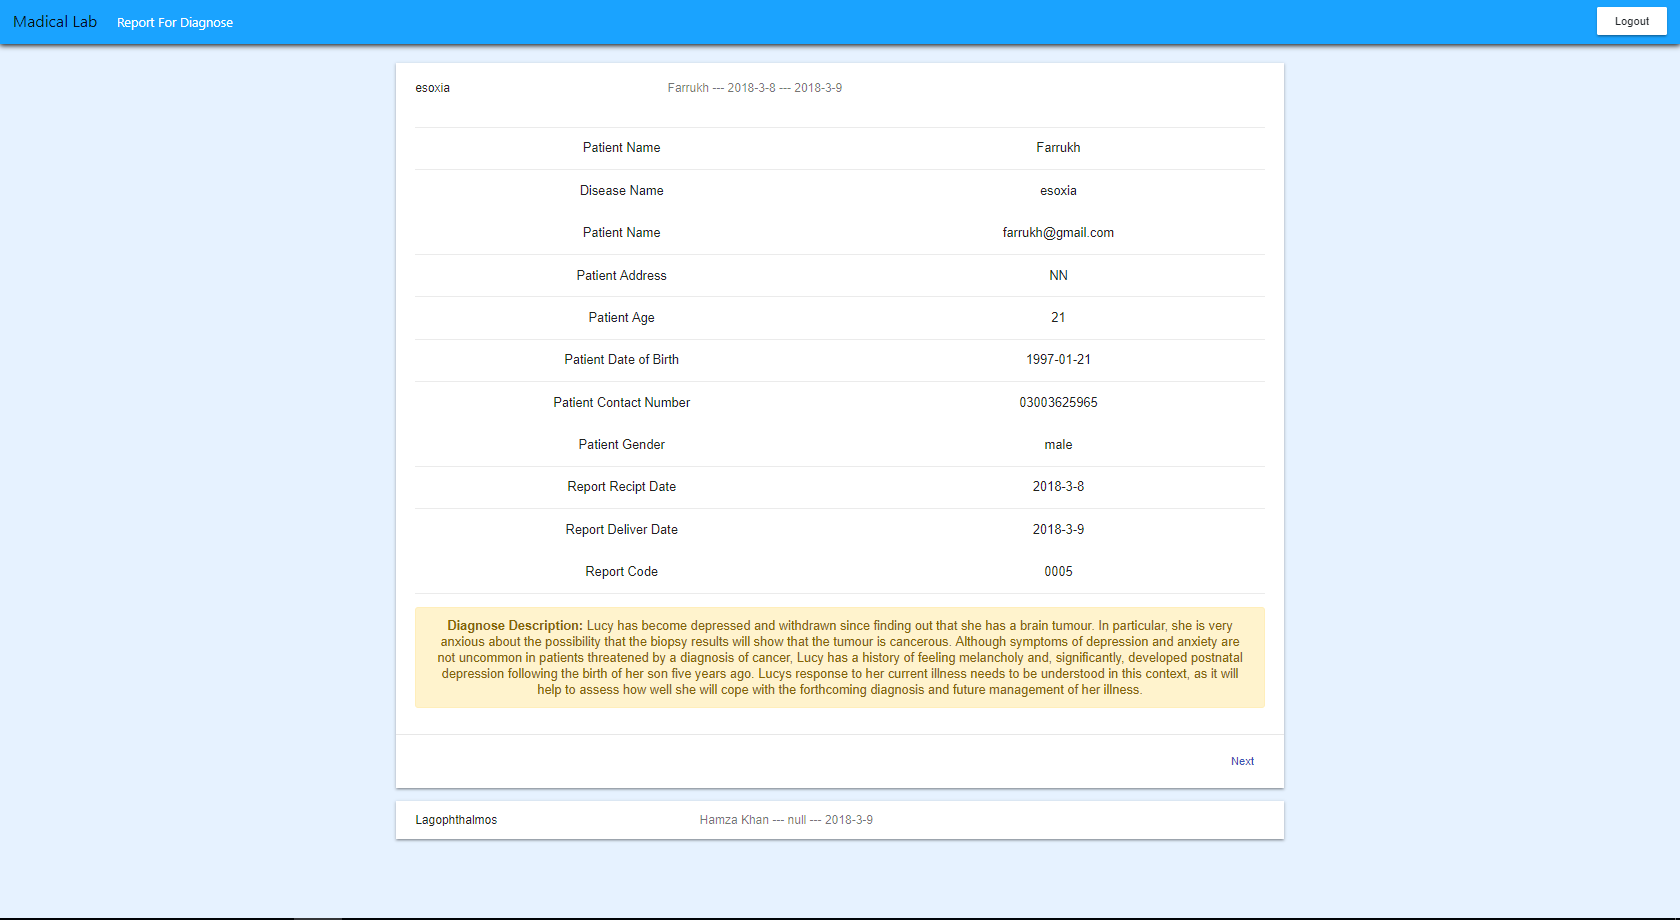 Madical Lab Report For Diagnose Logout
esoxia Farrukh --- 2018-3-8 --- 2018-3-9
Patient Name Farrukh
Disease Name esoxia
Patient Name farrukh@gmail.com
Patient Address NN
Patient Age 21
Patient Date of Birth 1997-01-21
Patient Contact Number 03003625965
Patient Gender male
Report Recipt Date 2018-3-8
Report Deliver Date 2018-3-9
Report Code 0005
Diagnose Description: Lucy has become depressed and withdrawn since finding out that she has a brain tumour. In particular, she is very
anxious about the possibility that the biopsy results will show that the tumour is cancerous. Although symptoms of depression and anxiety are
not uncommon in patients threatened by a diagnosis of cancer, Lucy has a history of feeling melancholy and, significantly, developed postnatal
depression following the birth of her son five years ago. Lucys response to her current illness needs to be understood in this context, as it will
help to assess how well she will cope with the forthcoming diagnosis and future management of her illness.
Next
Lagophthalmos Hamza Khan --- null --- 2018-3-9